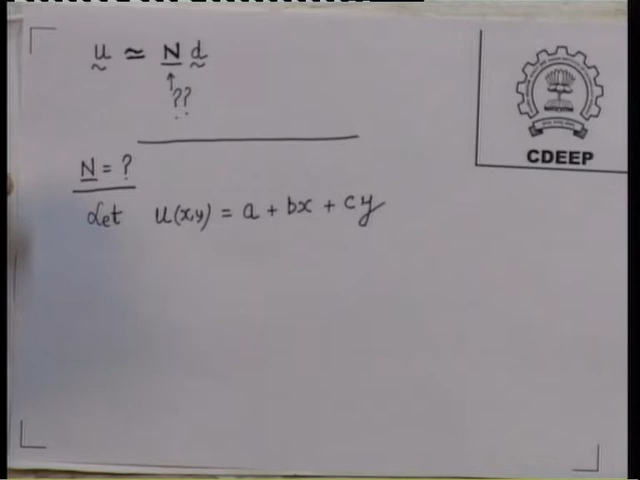 u ≃ N d
↑
??
CDEEP
N = ?
Let u(x,y) = a + bx + cy